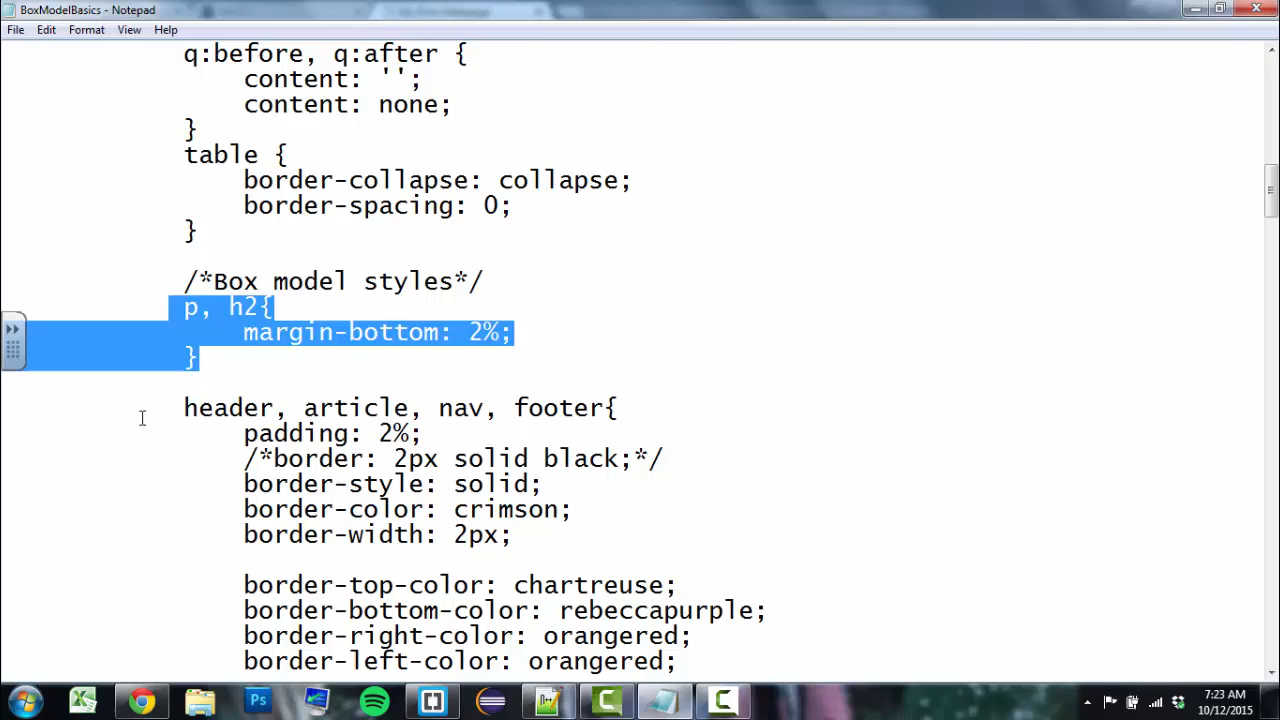 BoxModelBasics - Notepad
File Edit Format View Help
q:before, q:after {
content: '';
content: none;
}
table {
border-collapse: collapse;
border-spacing: 0;
}
/*Box model styles*/
p, h2{
margin-bottom: 2%;
}
header, article, nav, footer{
padding: 2%;
/*border: 2px solid black;*/
border-style: solid;
border-color: crimson;
border-width: 2px;
border-top-color: chartreuse;
border-bottom-color: rebeccapurple;
border-right-color: orangered;
border-left-color: orangered;
Ps
7:23 AM
10/12/2015